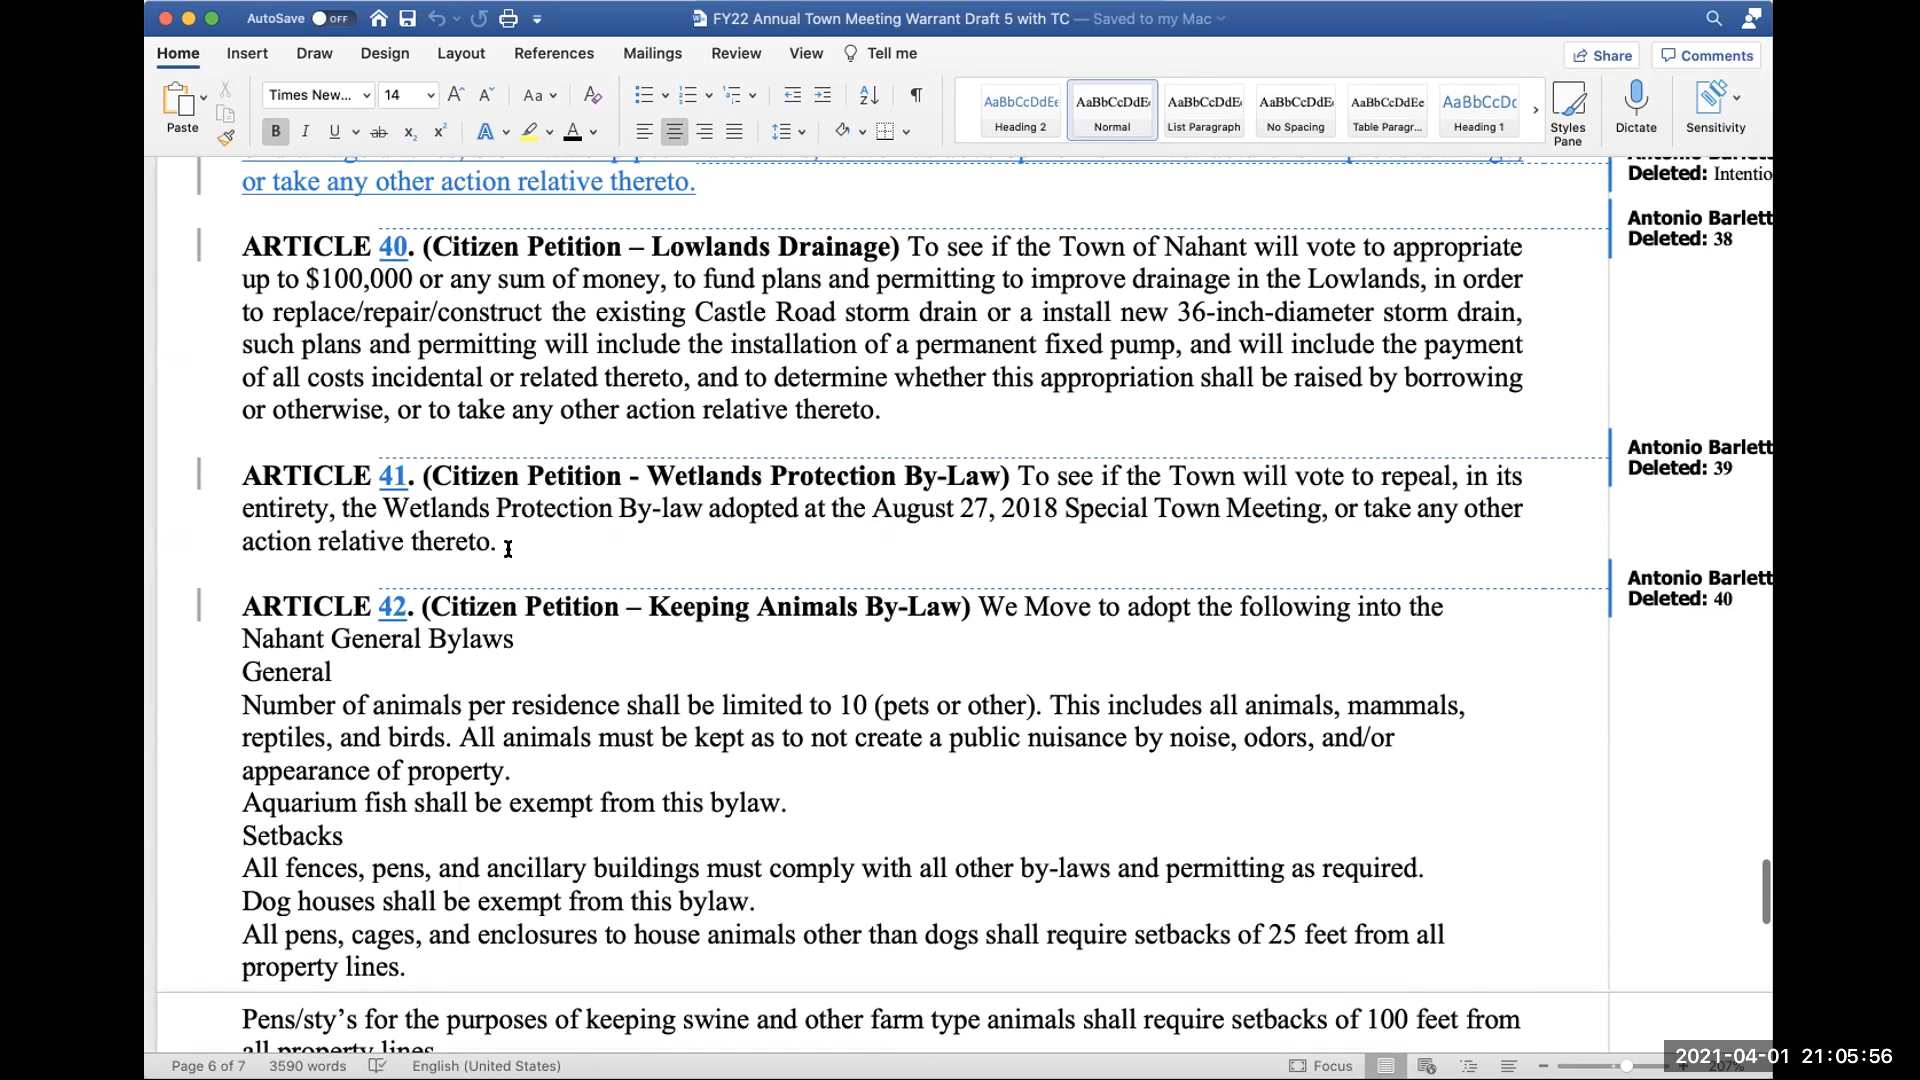 AutoSave OFF
FY22 Annual Town Meeting Warrant Draft 5 with TC — Saved to my Mac
Home Insert Draw Design Layout References Mailings Review View Tell me
Share Comments
Paste
Times New... 14
Aa
AaBbCcDdEe AaBbCcDdEe AaBbCcDdEe AaBbCcDdEe AaBbCcDdEe AaBbCcDc
Heading 2 Normal List Paragraph No Spacing Table Paragr... Heading 1
Styles Pane
Dictate
Sensitivity
or take any other action relative thereto.
Deleted: Intentio
ARTICLE 40. (Citizen Petition – Lowlands Drainage) To see if the Town of Nahant will vote to appropriate
up to $100,000 or any sum of money, to fund plans and permitting to improve drainage in the Lowlands, in order
to replace/repair/construct the existing Castle Road storm drain or a install new 36-inch-diameter storm drain,
such plans and permitting will include the installation of a permanent fixed pump, and will include the payment
of all costs incidental or related thereto, and to determine whether this appropriation shall be raised by borrowing
or otherwise, or to take any other action relative thereto.
Antonio Barlett
Deleted: 38
ARTICLE 41. (Citizen Petition - Wetlands Protection By-Law) To see if the Town will vote to repeal, in its
entirety, the Wetlands Protection By-law adopted at the August 27, 2018 Special Town Meeting, or take any other
action relative thereto.
Antonio Barlett
Deleted: 39
ARTICLE 42. (Citizen Petition – Keeping Animals By-Law) We Move to adopt the following into the
Nahant General Bylaws
General
Number of animals per residence shall be limited to 10 (pets or other). This includes all animals, mammals,
reptiles, and birds. All animals must be kept as to not create a public nuisance by noise, odors, and/or
appearance of property.
Aquarium fish shall be exempt from this bylaw.
Setbacks
All fences, pens, and ancillary buildings must comply with all other by-laws and permitting as required.
Dog houses shall be exempt from this bylaw.
All pens, cages, and enclosures to house animals other than dogs shall require setbacks of 25 feet from all
property lines.
Antonio Barlett
Deleted: 40
Pens/sty’s for the purposes of keeping swine and other farm type animals shall require setbacks of 100 feet from
all property lines
Page 6 of 7 3590 words English (United States) Focus 207%
2021-04-01 21:05:56